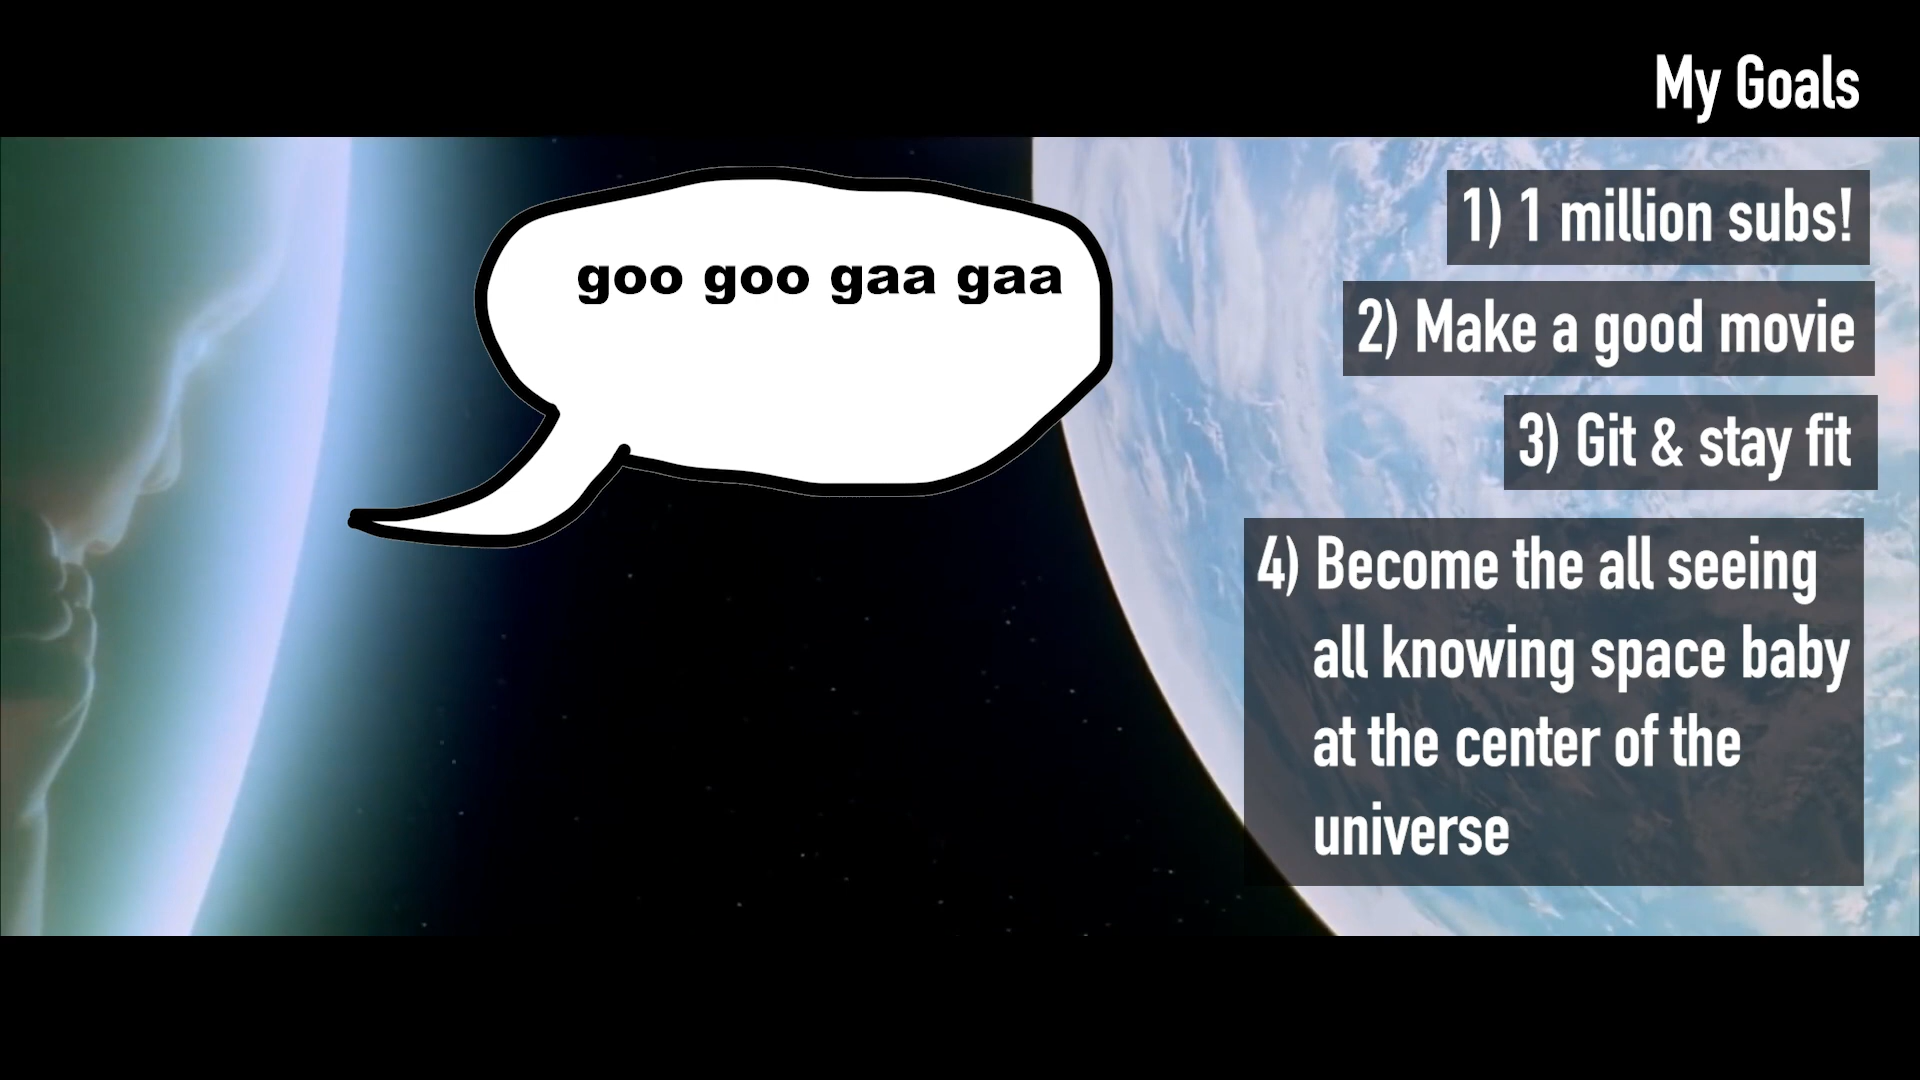 My Goals
goo goo gaa gaa
1) 1 million subs!
2) Make a good movie
3) Git & stay fit
4) Become the all seeing
all knowing space baby
at the center of the
universe